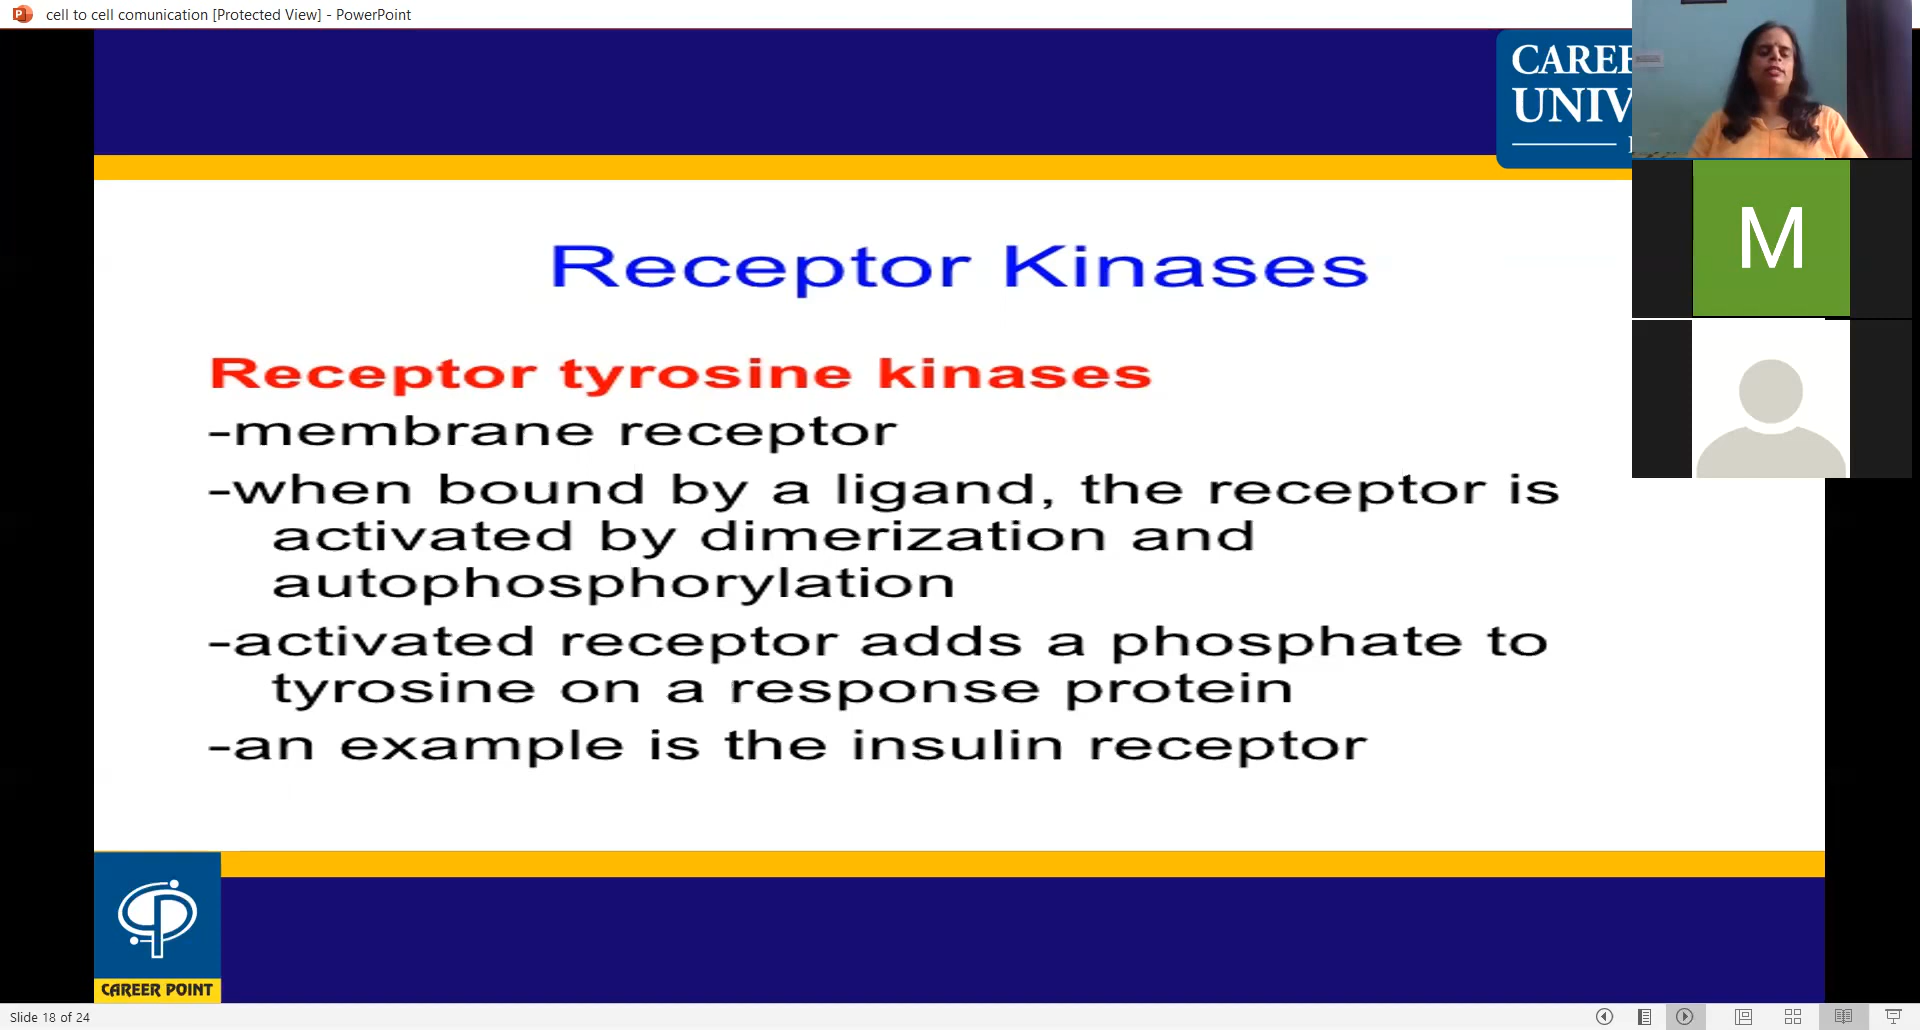 cell to cell comunication [Protected View] - PowerPoint
UNIV
M
Receptor Kinases
Receptor tyrosine kinases
-membrane receptor
-when bound by a ligand, the receptor is
activated by dimerization and
autophosphorylation
-activated receptor adds a phosphate to
tyrosine on a response protein
-an example is the insulin receptor
CAREER POINT
Slide 18 of 24